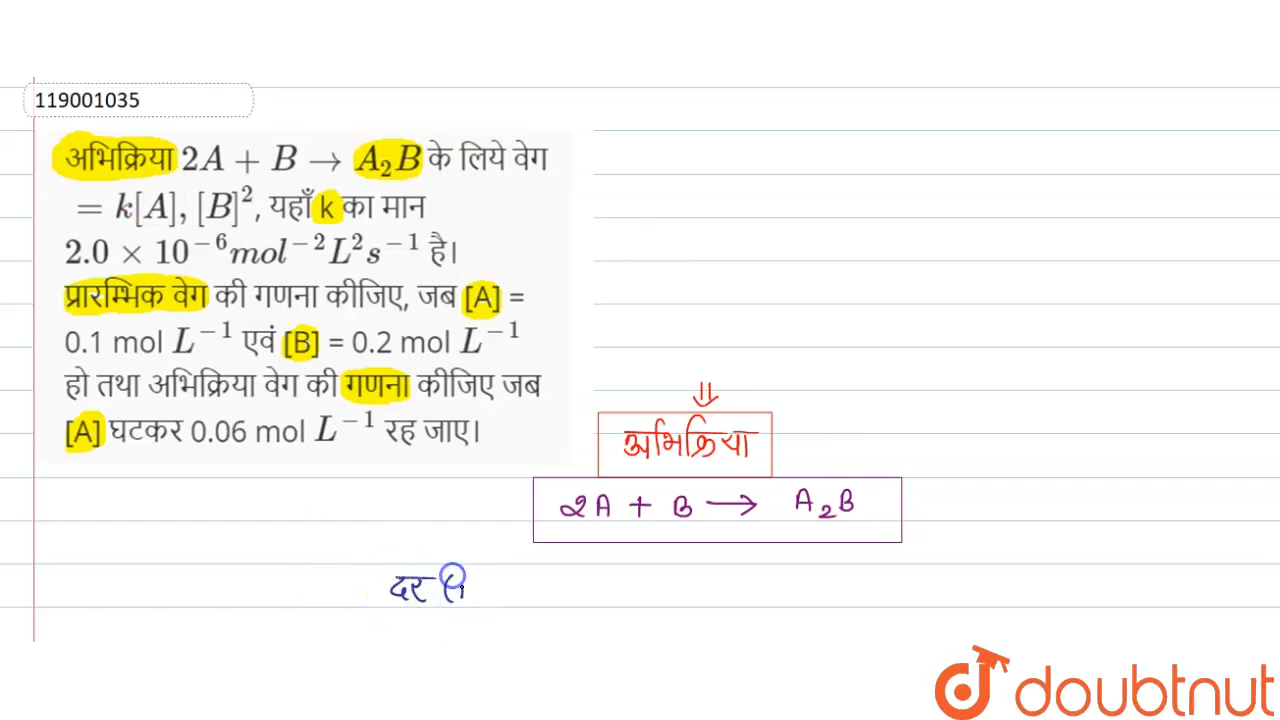 119001035
अभिक्रिया 2A + B → A₂B के लिये वेग
= k[A], [B]², यहाँ k का मान
2.0 × 10⁻⁶mol⁻²L²s⁻¹ है।
प्रारम्भिक वेग की गणना कीजिए, जब [A] =
0.1 mol L⁻¹ एवं [B] = 0.2 mol L⁻¹
हो तथा अभिक्रिया वेग की गणना कीजिए जब
[A] घटकर 0.06 mol L⁻¹ रह जाए।
अभिक्रिया
2A + B → A₂B
दर
doubtnut